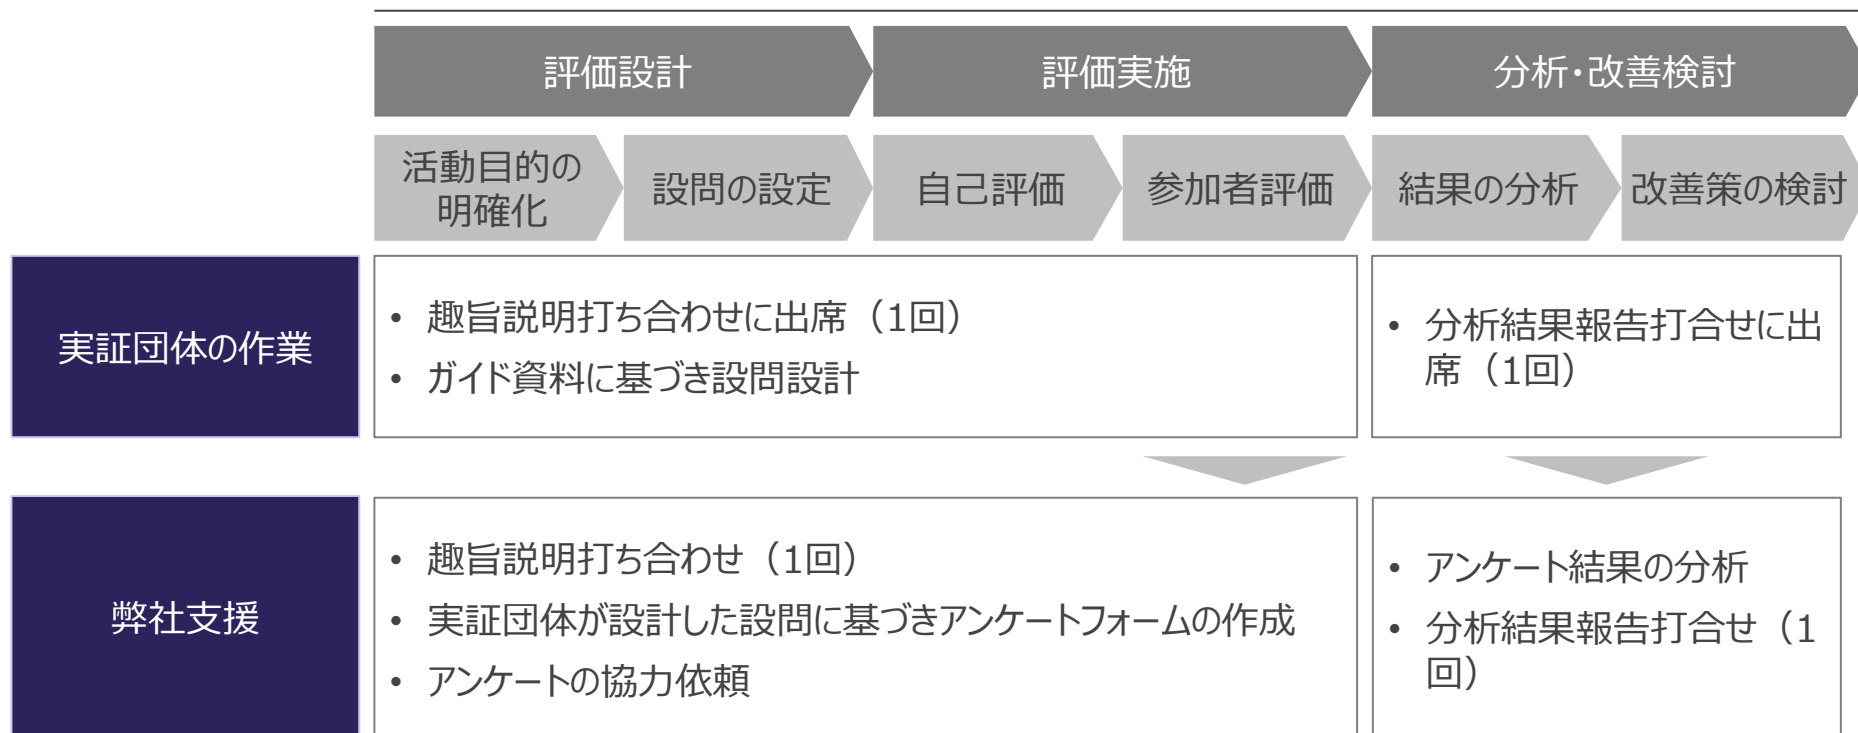 評価設計
評価実施
分析・改善検討
活動目的の
明確化
設問の設定
自己評価
参加者評価
結果の分析
改善策の検討
実証団体の作業
• 趣旨説明打ち合わせに出席（1回）
• ガイド資料に基づき設問設計
• 分析結果報告打合せに出
席（1回）
弊社支援
• 趣旨説明打ち合わせ（1回）
• 実証団体が設計した設問に基づきアンケートフォームの作成
• アンケートの協力依頼
• アンケート結果の分析
• 分析結果報告打合せ（1
回）